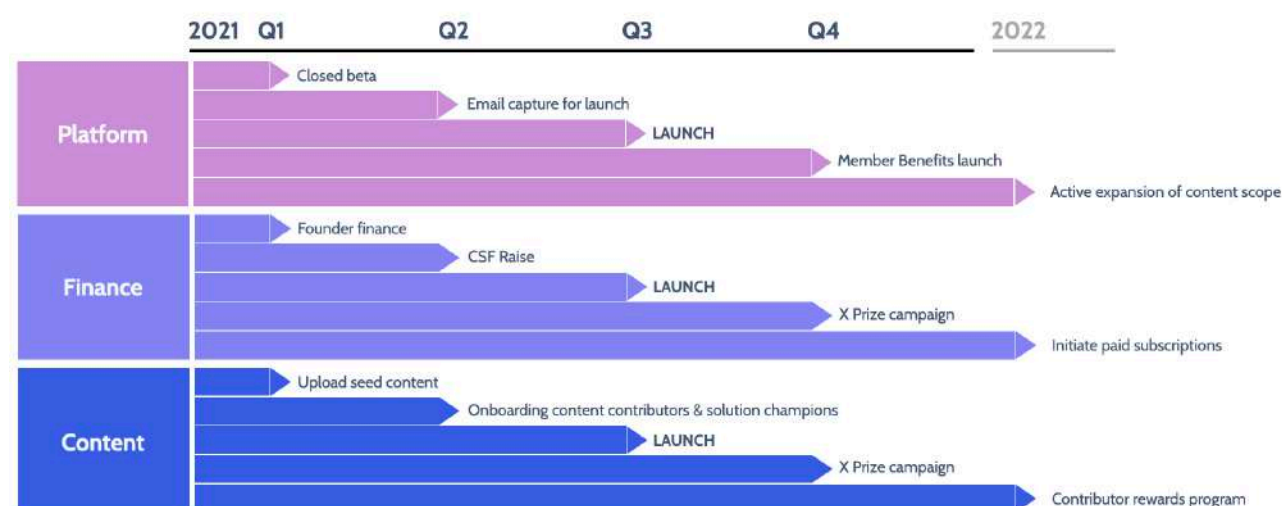 2021 Q1 Q2 Q3 Q4 2022
Platform
Closed beta
Email capture for launch
LAUNCH
Member Benefits launch
Active expansion of content scope
Finance
Founder finance
CSF Raise
LAUNCH
X Prize campaign
Initiate paid subscriptions
Content
Upload seed content
Onboarding content contributors & solution champions
LAUNCH
X Prize campaign
Contributor rewards program